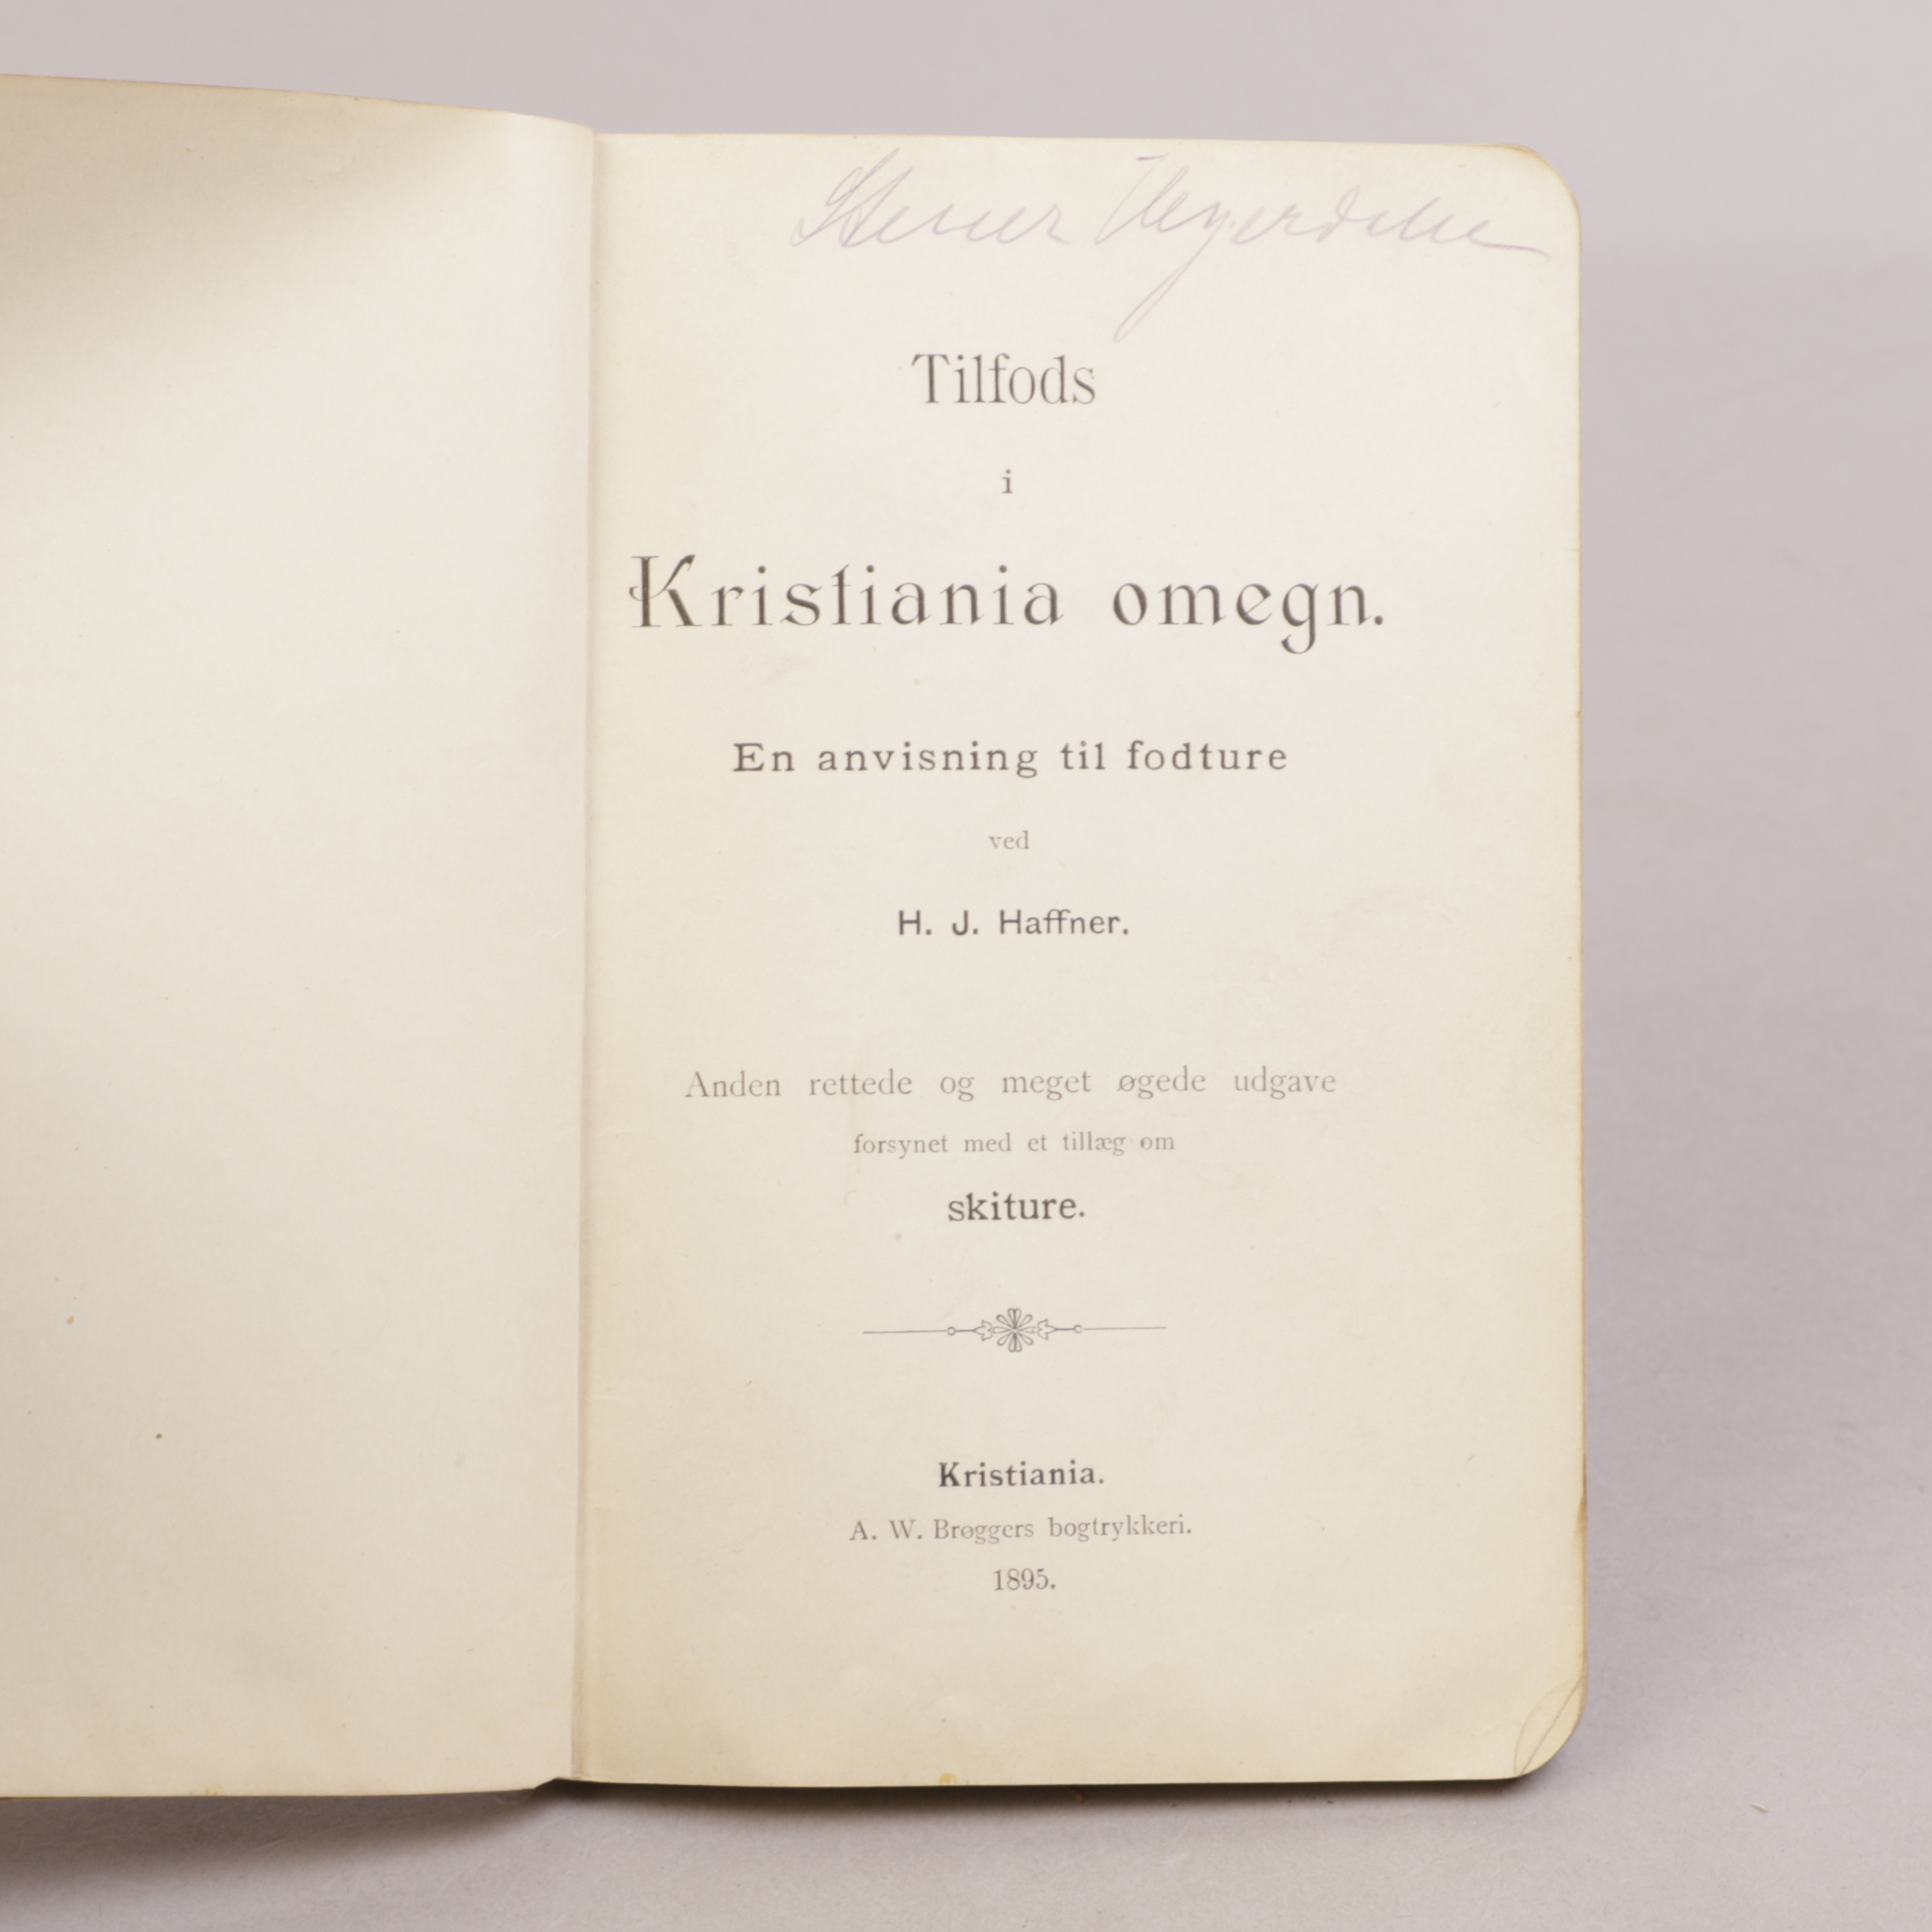 Tilfods
i
Kristiania omegn.
En anvisning til fodture
ved
H. J. Haffner.
Anden rettede og meget øgede udgave
forsynet med et tillæg om
skiture.
Kristiania.
A. W. Brøggers bogtrykkeri.
1895.